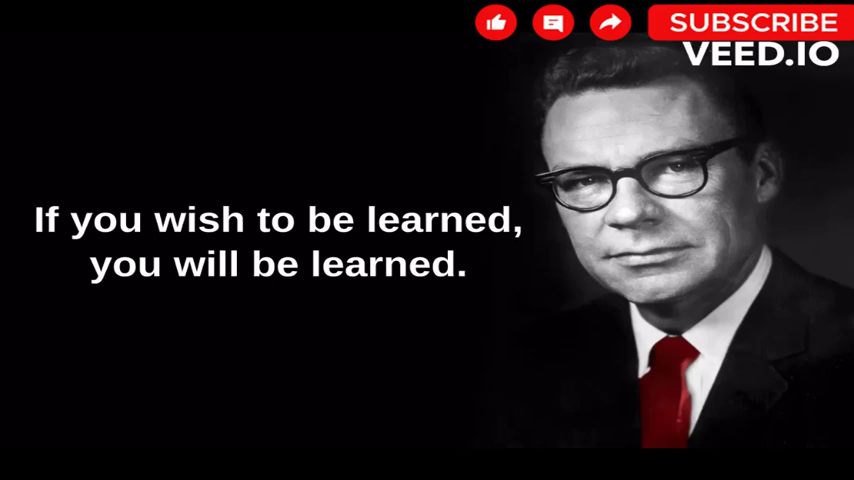 SUBSCRIBE
VEED.IO
If you wish to be learned,
you will be learned.